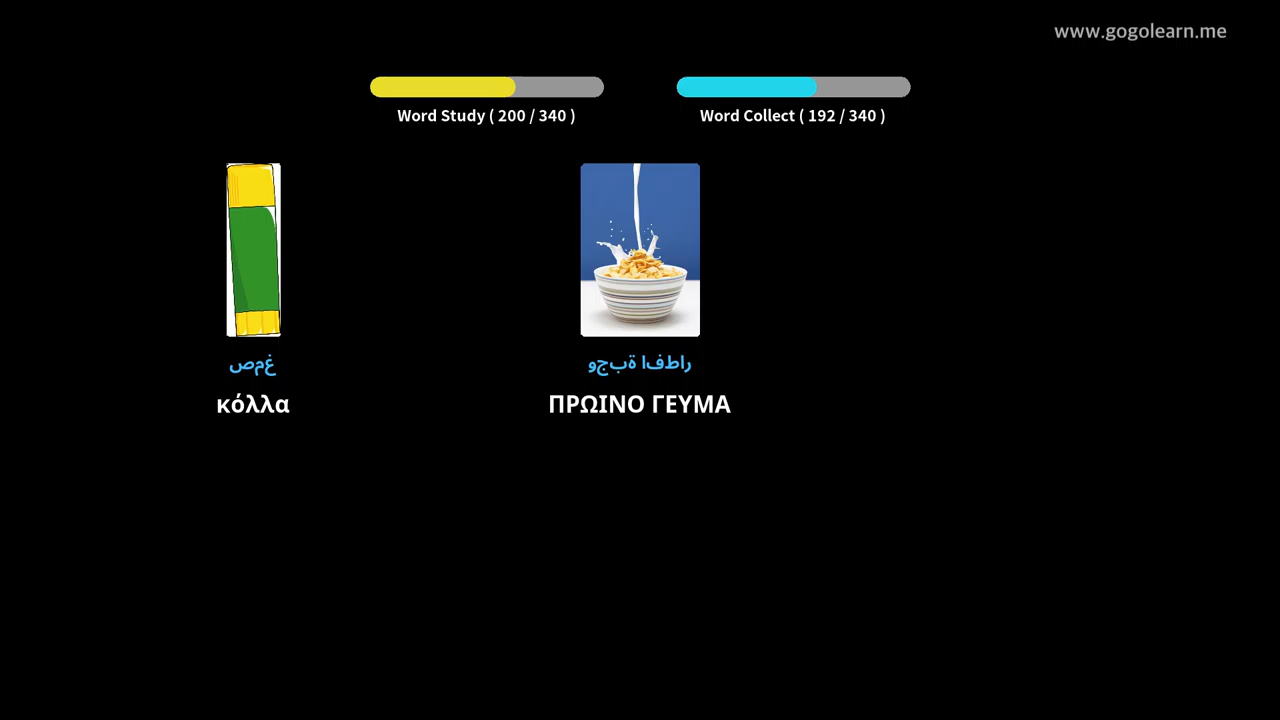 www.gogolearn.me
Word Study ( 200 / 340 )
Word Collect ( 192 / 340 )
صمغ
κόλλα
وجبة افطار
ΠΡΩΙΝΟ ΓΕΥΜΑ